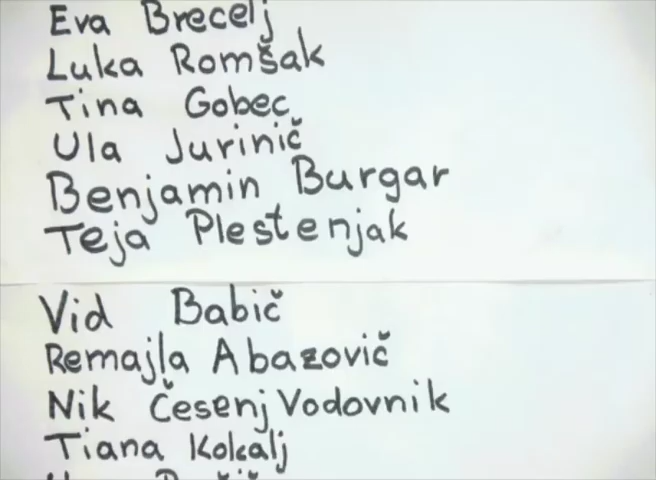 Eva Brecelj
Luka Romšak
Tina Gobec
Ula Jurinič
Benjamin Burgar
Teja Plestenjak
Vid Babič
Remajla Abazovič
Nik Česenj Vodovnik
Tiana Kokalj